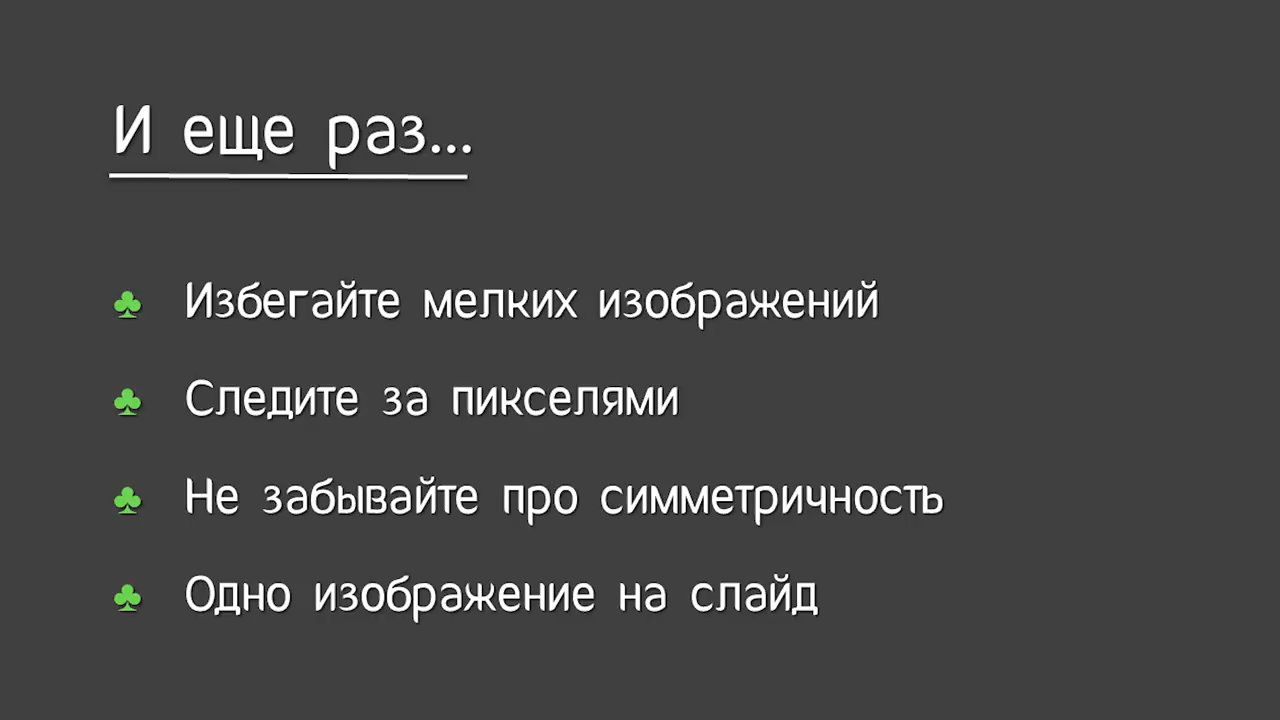 И еще раз...
♣ Избегайте мелких изображений
♣ Следите за пикселями
♣ Не забывайте про симметричность
♣ Одно изображение на слайд